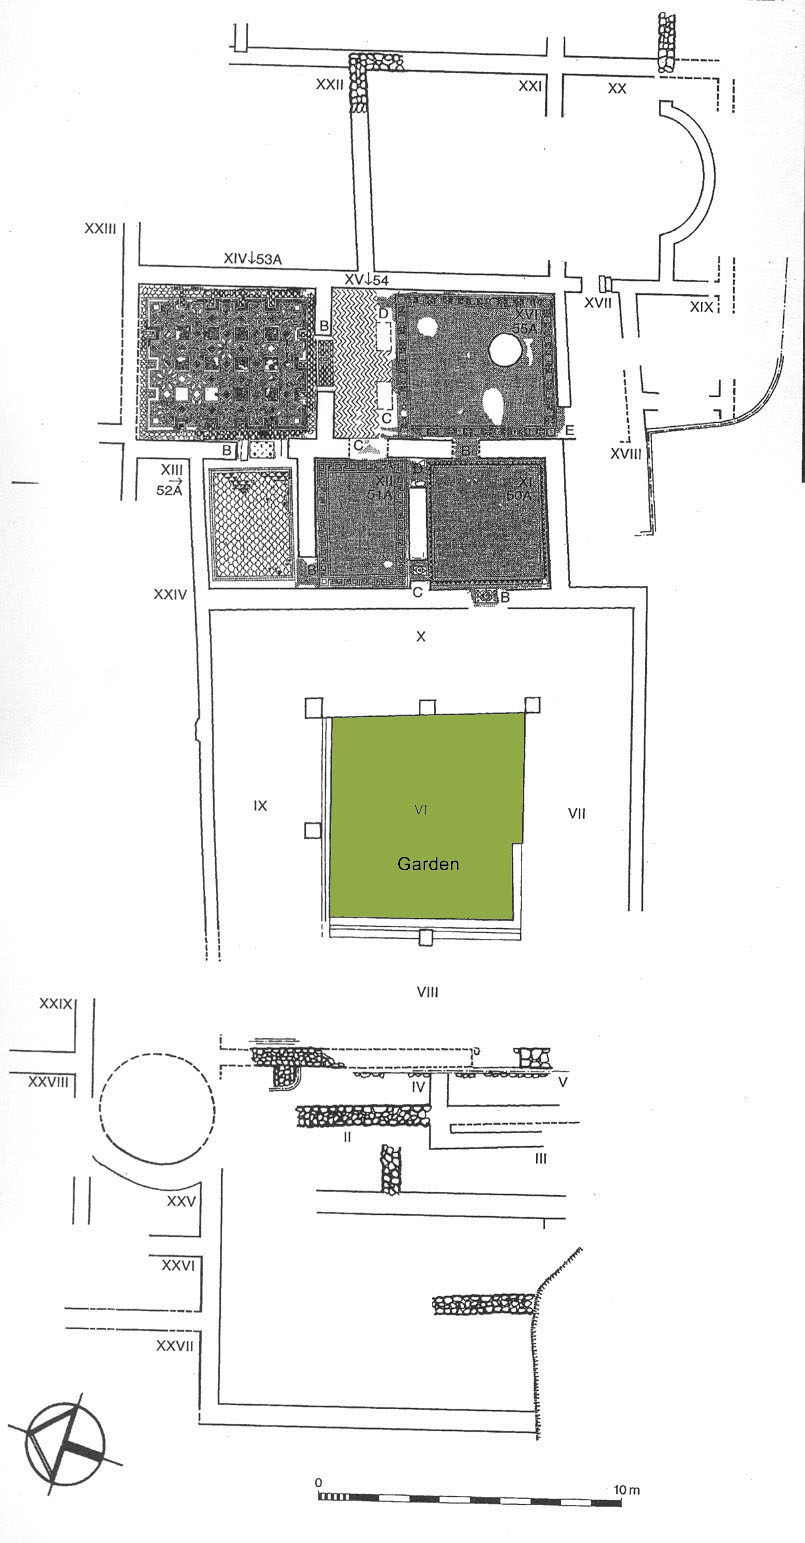 XXII
XXI
XX
XXIII
XIV↓53A
XV↓54
XVII
XIX
D
XVI
55A
B
C
E
B
C
B
XVIII
XIII
→
52A
XII
51A
D
XI
50A
B
XXIV
C
B
X
IX
VI
VII
Garden
VIII
XXIX
XXVIII
IV
V
II
III
XXV
I
XXVI
XXVII
0
10 m